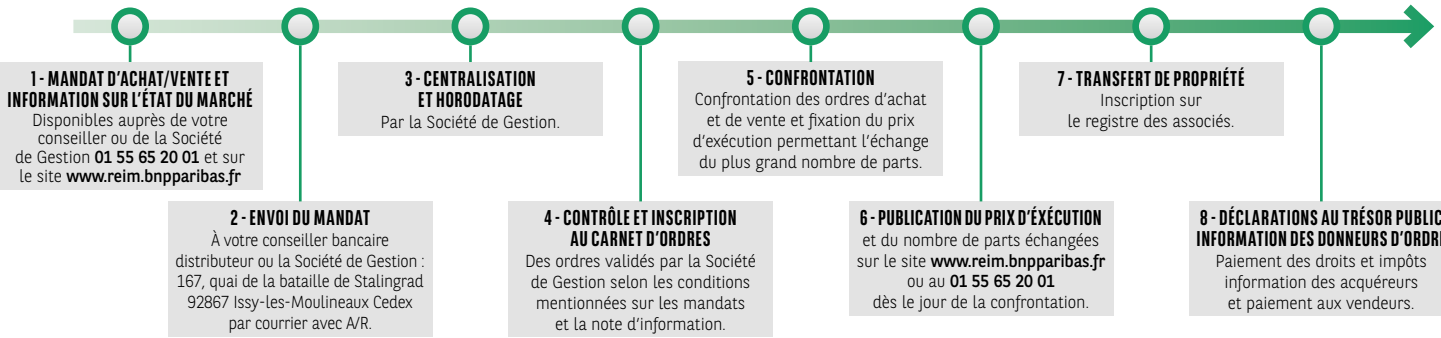 1 - MANDAT D'ACHAT/VENTE ET
INFORMATION SUR L'ÉTAT DU MARCHÉ
Disponibles auprès de votre
conseiller ou de la Société
de Gestion 01 55 65 20 01 et sur
le site www.reim.bnpparibas.fr
2 - ENVOI DU MANDAT
À votre conseiller bancaire
distributeur ou la Société de Gestion :
167, quai de la bataille de Stalingrad
92867 Issy-les-Moulineaux Cedex
par courrier avec A/R.
3 - CENTRALISATION
ET HORODATAGE
Par la Société de Gestion.
4 - CONTRÔLE ET INSCRIPTION
AU CARNET D'ORDRES
Des ordres validés par la Société
de Gestion selon les conditions
mentionnées sur les mandats
et la note d'information.
5 - CONFRONTATION
Confrontation des ordres d'achat
et de vente et fixation du prix
d'exécution permettant l'échange
du plus grand nombre de parts.
6 - PUBLICATION DU PRIX D'ÉXÉCUTION
et du nombre de parts échangées
sur le site www.reim.bnpparibas.fr
ou au 01 55 65 20 01
dès le jour de la confrontation.
7 - TRANSFERT DE PROPRIÉTÉ
Inscription sur
le registre des associés.
8 - DÉCLARATIONS AU TRÉSOR PUBLIC
INFORMATION DES DONNEURS D'ORDRE
Paiement des droits et impôts
information des acquéreurs
et paiement aux vendeurs.